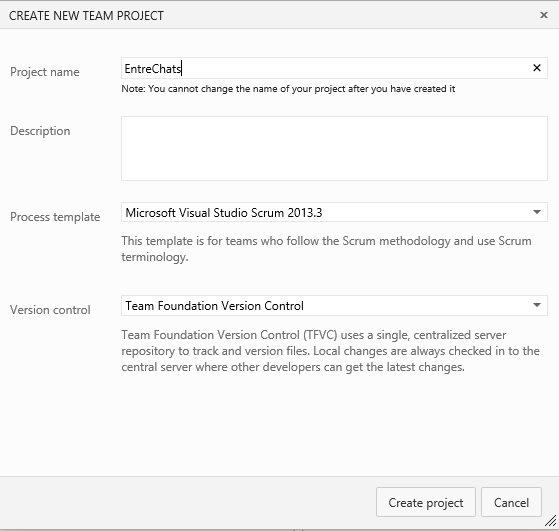 CREATE NEW TEAM PROJECT
Project name
EntreChats
Note: You cannot change the name of your project after you have created it
Description
Process template
Microsoft Visual Studio Scrum 2013.3
This template is for teams who follow the Scrum methodology and use Scrum
terminology.
Version control
Team Foundation Version Control
Team Foundation Version Control (TFVC) uses a single, centralized server
repository to track and version files. Local changes are always checked in to the
central server where other developers can get the latest changes.
Create project
Cancel